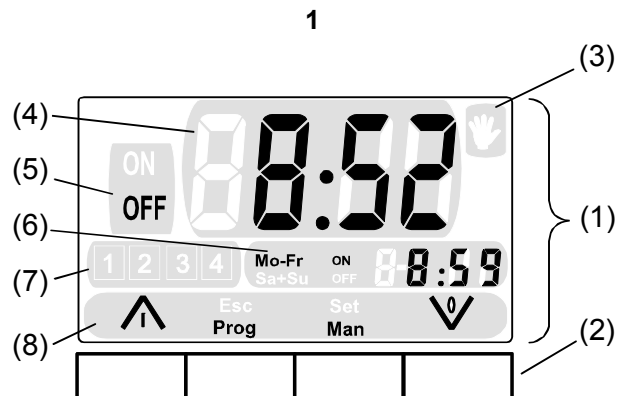 1
(3)
(4)
8:52
(1)
ON
(5)
OFF
(6)
Mo-Fr ON 8:59
Sa+Su OFF
(7)
1 2 3 4
Esc Set
Prog Man
(8)
(2)